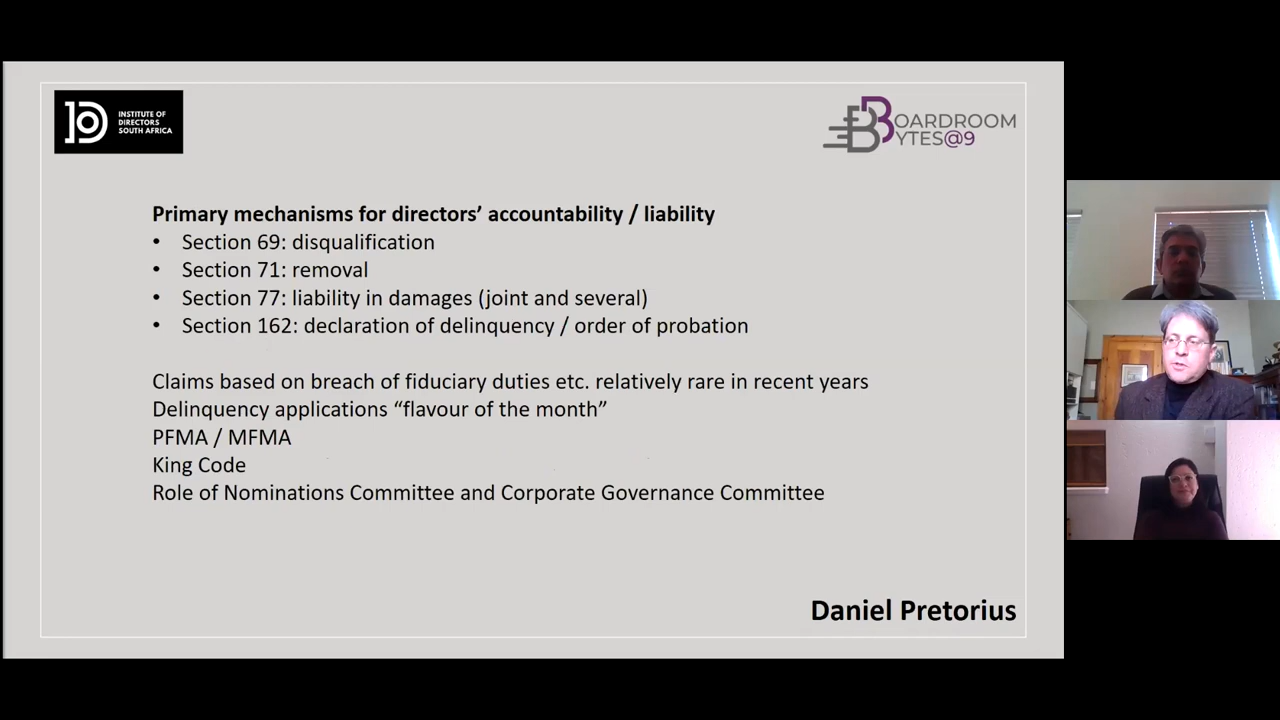 INSTITUTE OF
DIRECTORS
SOUTH AFRICA
BOARDROOM
BYTES@9
Primary mechanisms for directors’ accountability / liability
• Section 69: disqualification
• Section 71: removal
• Section 77: liability in damages (joint and several)
• Section 162: declaration of delinquency / order of probation
Claims based on breach of fiduciary duties etc. relatively rare in recent years
Delinquency applications “flavour of the month”
PFMA / MFMA
King Code
Role of Nominations Committee and Corporate Governance Committee
Daniel Pretorius